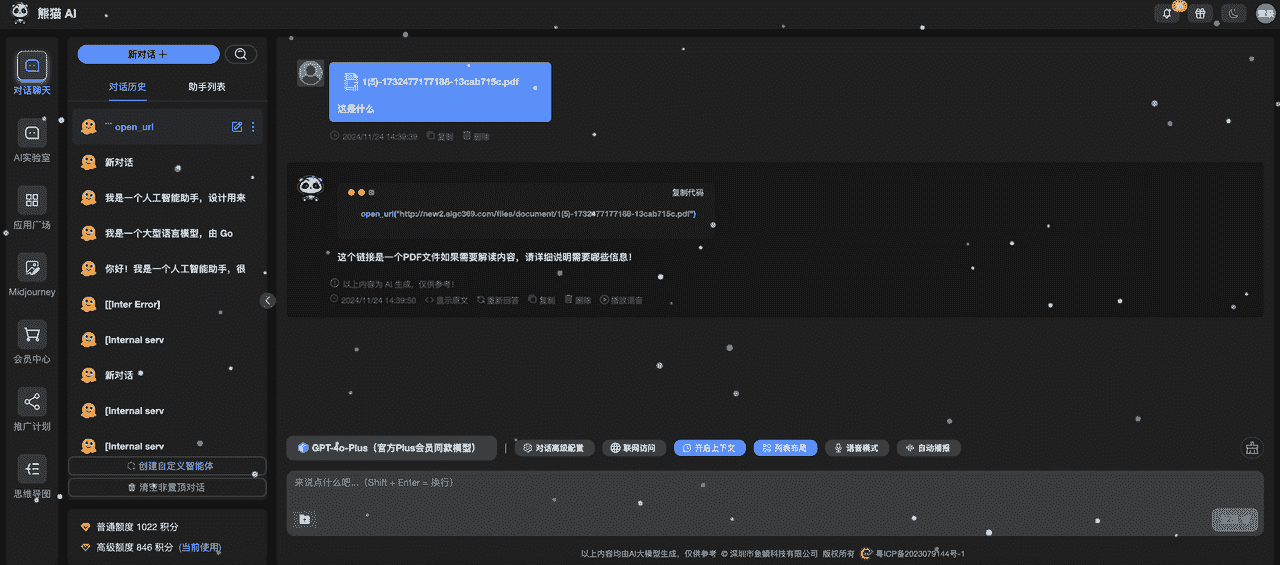 熊猫 AI
登录
对话聊天
AI实验室
应用广场
Midjourney
会员中心
推广计划
思维导图
新对话 +
对话历史
助手列表
``` open_url
新对话
我是一个人工智能助手，设计用来
我是一个大型语言模型，由 Go
你好！我是一个人工智能助手，很
[[Inter Error]
[Internal serv
新对话
[Internal serv
[Internal serv
创建自定义智能体
清空非置顶对话
普通额度 1022 积分
高级额度 846 积分 (当前使用)
1(5)-1732477177188-13cab715c.pdf
这是什么
2024/11/24 14:39:39 复制 删除
复制代码
open_url("http://new2.aigc369.com/files/document/1(5)-1732477177188-13cab715c.pdf")
这个链接是一个PDF文件如果需要解读内容，请详细说明需要哪些信息！
以上内容为 AI 生成，仅供参考！
2024/11/24 14:39:50 显示原文 重新回答 复制 删除 播放语音
GPT-4o-Plus（官方Plus会员同款模型） | 对话高级配置 联网访问 开启上下文 列表布局 语音模式 自动播报
来说点什么吧...（Shift + Enter = 换行）
以上内容均由AI大模型生成，仅供参考 © 深圳市鱼鳞科技有限公司 版权所有 粤ICP备2023079144号-1